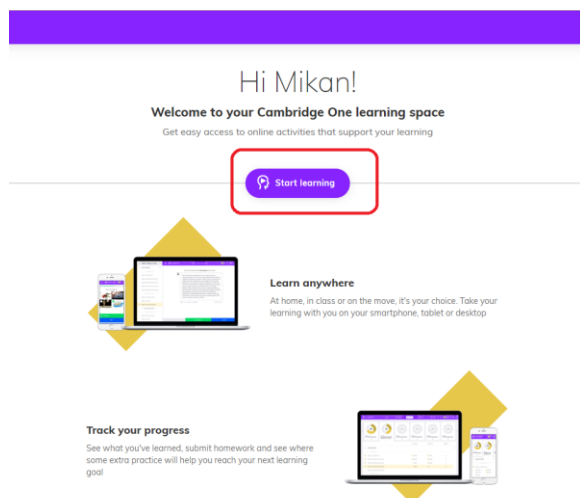 Hi Mikan!
Welcome to your Cambridge One learning space
Get easy access to online activities that support your learning
Start learning
Learn anywhere
At home, in class or on the move, it's your choice. Take your
learning with you on your smartphone, tablet or desktop
Track your progress
See what you've learned, submit homework and see where
some extra practice will help you reach your next learning
goal